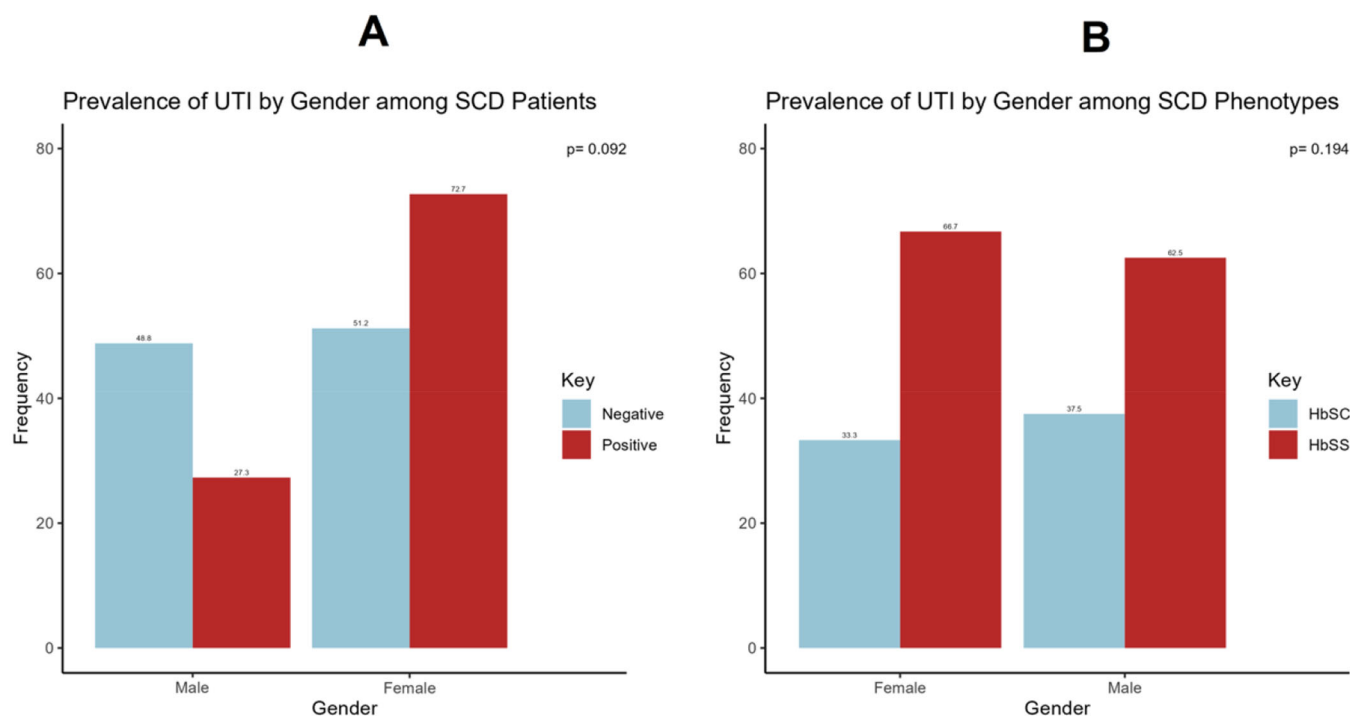 A
Prevalence of UTI by Gender among SCD Patients
p= 0.092
80
60
40
20
0
Frequency
48.8
27.3
51.2
72.7
Male
Female
Gender
Key
Negative
Positive
B
Prevalence of UTI by Gender among SCD Phenotypes
p= 0.194
80
60
40
20
0
Frequency
33.3
66.7
37.5
62.5
Female
Male
Gender
Key
HbSC
HbSS